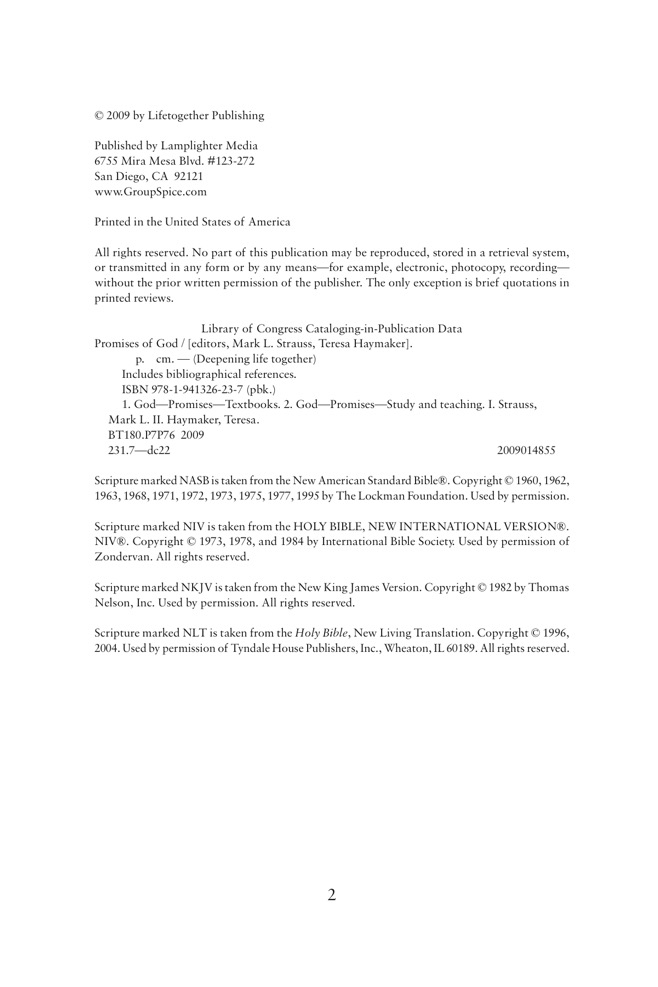 © 2009 by Lifetogether Publishing
Published by Lamplighter Media
6755 Mira Mesa Blvd. #123-272
San Diego, CA 92121
www.GroupSpice.com
Printed in the United States of America
All rights reserved. No part of this publication may be reproduced, stored in a retrieval system,
or transmitted in any form or by any means—for example, electronic, photocopy, recording—
without the prior written permission of the publisher. The only exception is brief quotations in
printed reviews.
Library of Congress Cataloging-in-Publication Data
Promises of God / [editors, Mark L. Strauss, Teresa Haymaker].
p. cm. — (Deepening life together)
Includes bibliographical references.
ISBN 978-1-941326-23-7 (pbk.)
1. God—Promises—Textbooks. 2. God—Promises—Study and teaching. I. Strauss,
Mark L. II. Haymaker, Teresa.
BT180.P7P76 2009
231.7—dc22 2009014855
Scripture marked NASB is taken from the New American Standard Bible®. Copyright © 1960, 1962,
1963, 1968, 1971, 1972, 1973, 1975, 1977, 1995 by The Lockman Foundation. Used by permission.
Scripture marked NIV is taken from the HOLY BIBLE, NEW INTERNATIONAL VERSION®.
NIV®. Copyright © 1973, 1978, and 1984 by International Bible Society. Used by permission of
Zondervan. All rights reserved.
Scripture marked NKJV is taken from the New King James Version. Copyright © 1982 by Thomas
Nelson, Inc. Used by permission. All rights reserved.
Scripture marked NLT is taken from the Holy Bible, New Living Translation. Copyright © 1996,
2004. Used by permission of Tyndale House Publishers, Inc., Wheaton, IL 60189. All rights reserved.
2